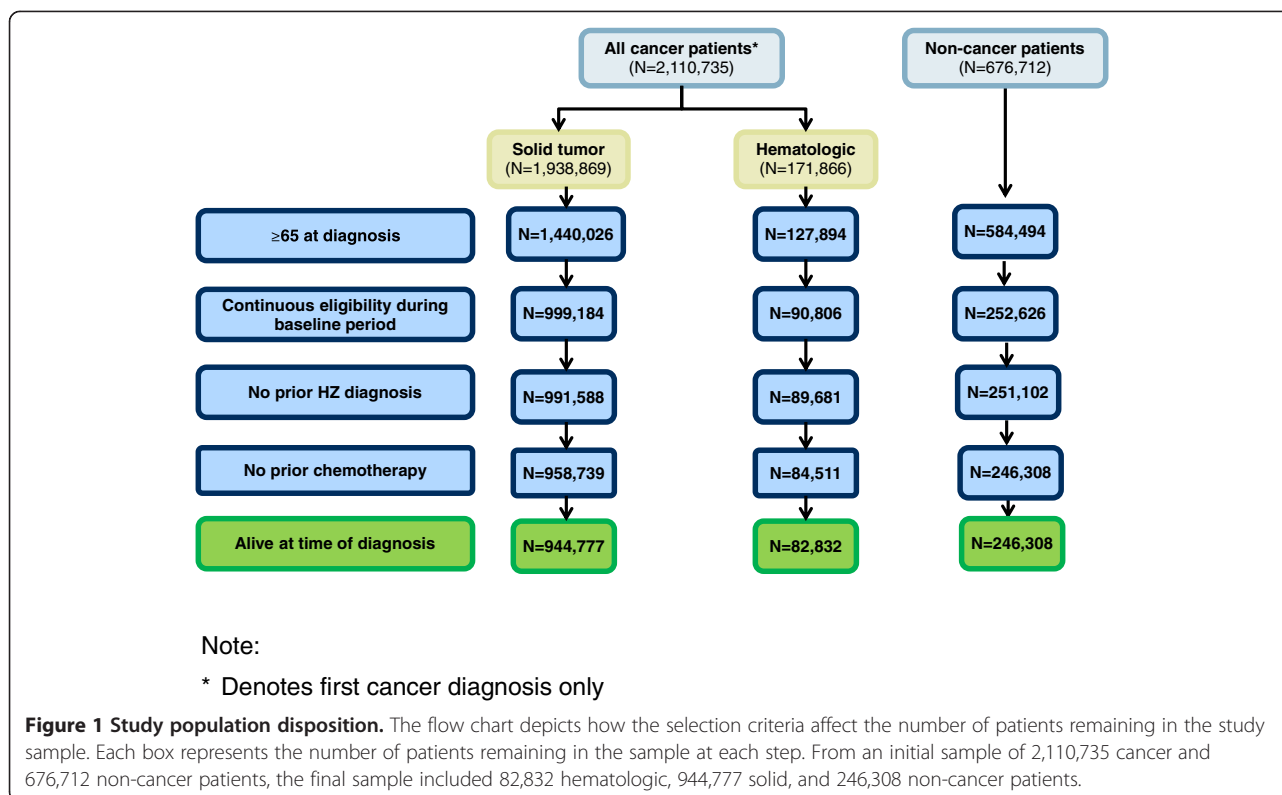 All cancer patients*
(N=2,110,735)
Non-cancer patients
(N=676,712)
Solid tumor
(N=1,938,869)
Hematologic
(N=171,866)
≥65 at diagnosis
N=1,440,026
N=127,894
N=584,494
Continuous eligibility during
baseline period
N=999,184
N=90,806
N=252,626
No prior HZ diagnosis
N=991,588
N=89,681
N=251,102
No prior chemotherapy
N=958,739
N=84,511
N=246,308
Alive at time of diagnosis
N=944,777
N=82,832
N=246,308
Note:
* Denotes first cancer diagnosis only
Figure 1 Study population disposition. The flow chart depicts how the selection criteria affect the number of patients remaining in the study
sample. Each box represents the number of patients remaining in the sample at each step. From an initial sample of 2,110,735 cancer and
676,712 non-cancer patients, the final sample included 82,832 hematologic, 944,777 solid, and 246,308 non-cancer patients.